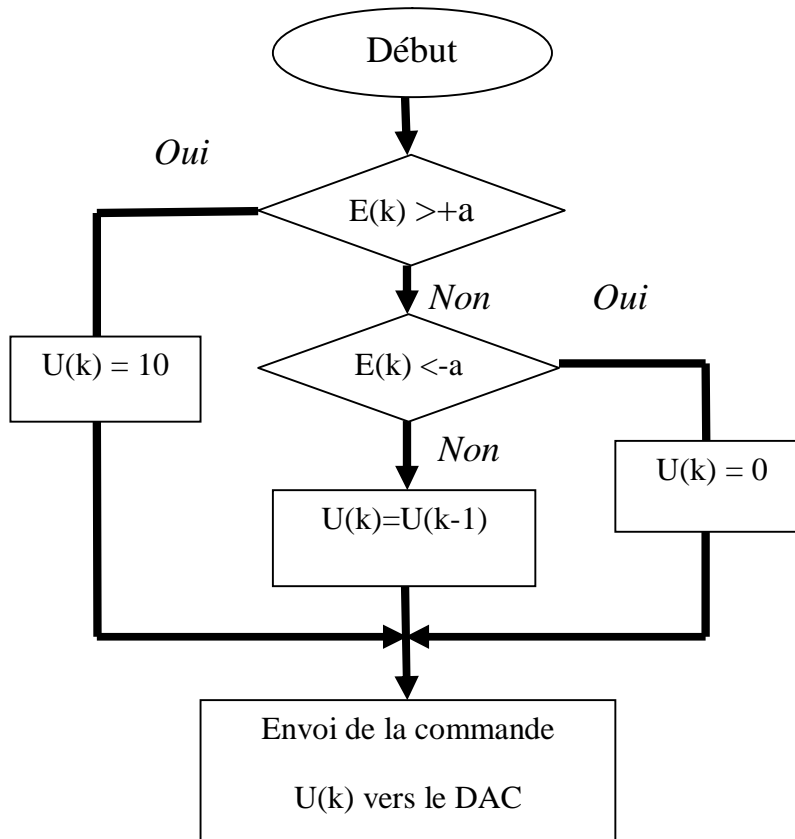 Début
Oui
E(k) >+a
Non
Oui
U(k) = 10
E(k) <-a
Non
U(k) = 0
U(k)=U(k-1)
Envoi de la commande
U(k) vers le DAC